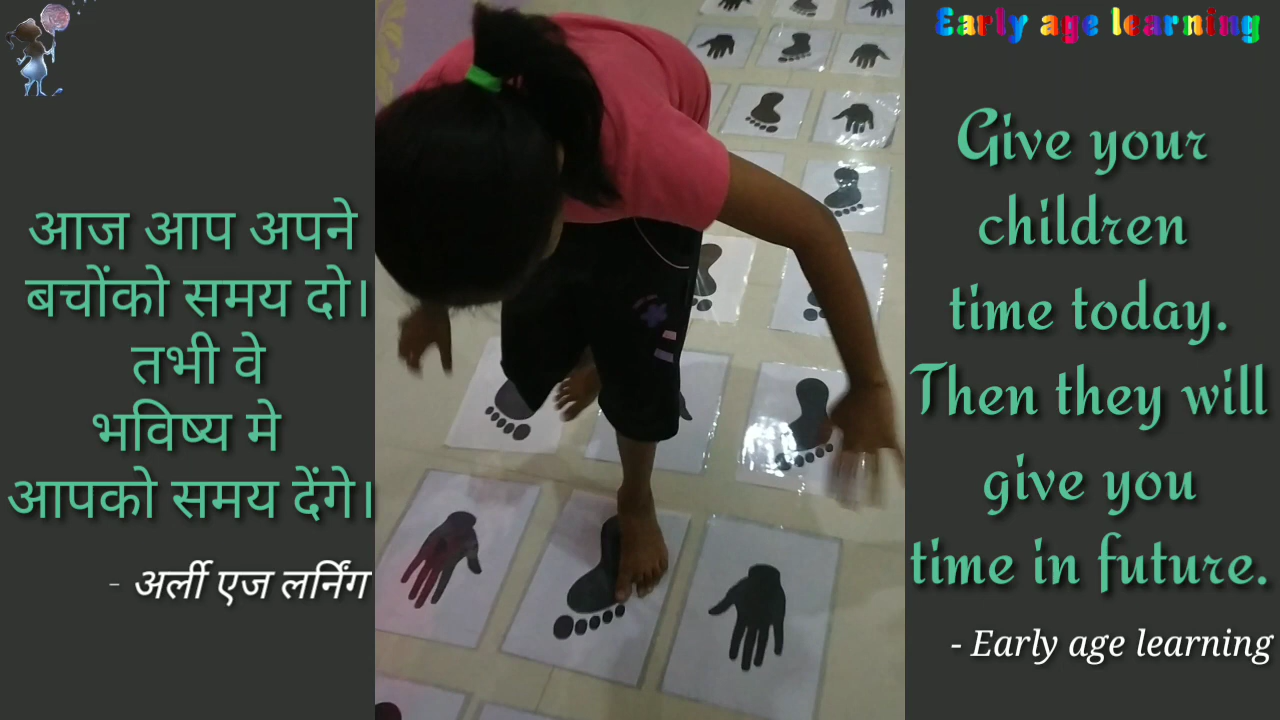 आज आप अपने
बचोंको समय दो।
तभी वे
भविष्य मे
आपको समय देंगे।
- अर्ली एज लर्निंग
Early age learning
Give your
children
time today.
Then they will
give you
time in future.
- Early age learning